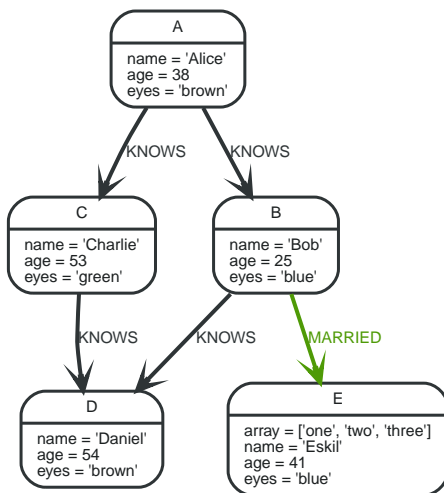 A
name = 'Alice'
age = 38
eyes = 'brown'
KNOWS
KNOWS
C
name = 'Charlie'
age = 53
eyes = 'green'
B
name = 'Bob'
age = 25
eyes = 'blue'
KNOWS
KNOWS
MARRIED
D
name = 'Daniel'
age = 54
eyes = 'brown'
E
array = ['one', 'two', 'three']
name = 'Eskil'
age = 41
eyes = 'blue'